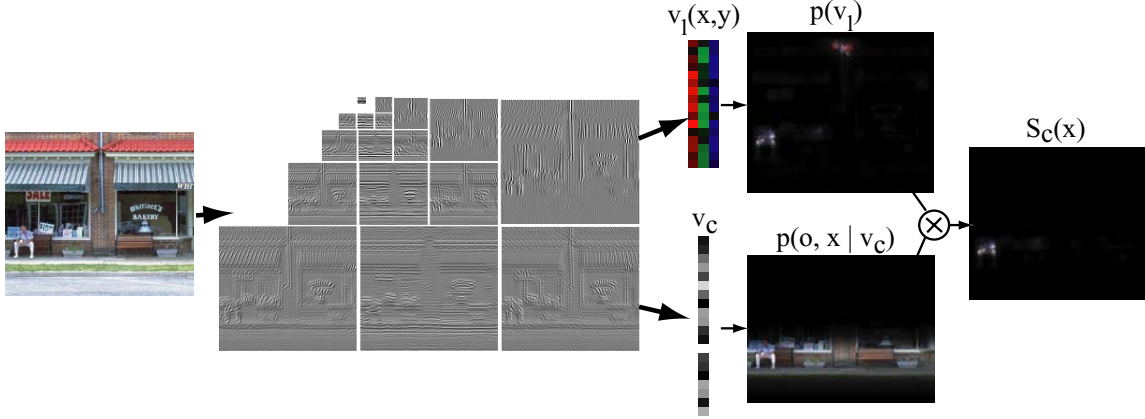 v_l(x,y)
p(v_l)
S_c(x)
v_c
p(o, x | v_c)
SALE
Whitlock's
BAKERY
WHI